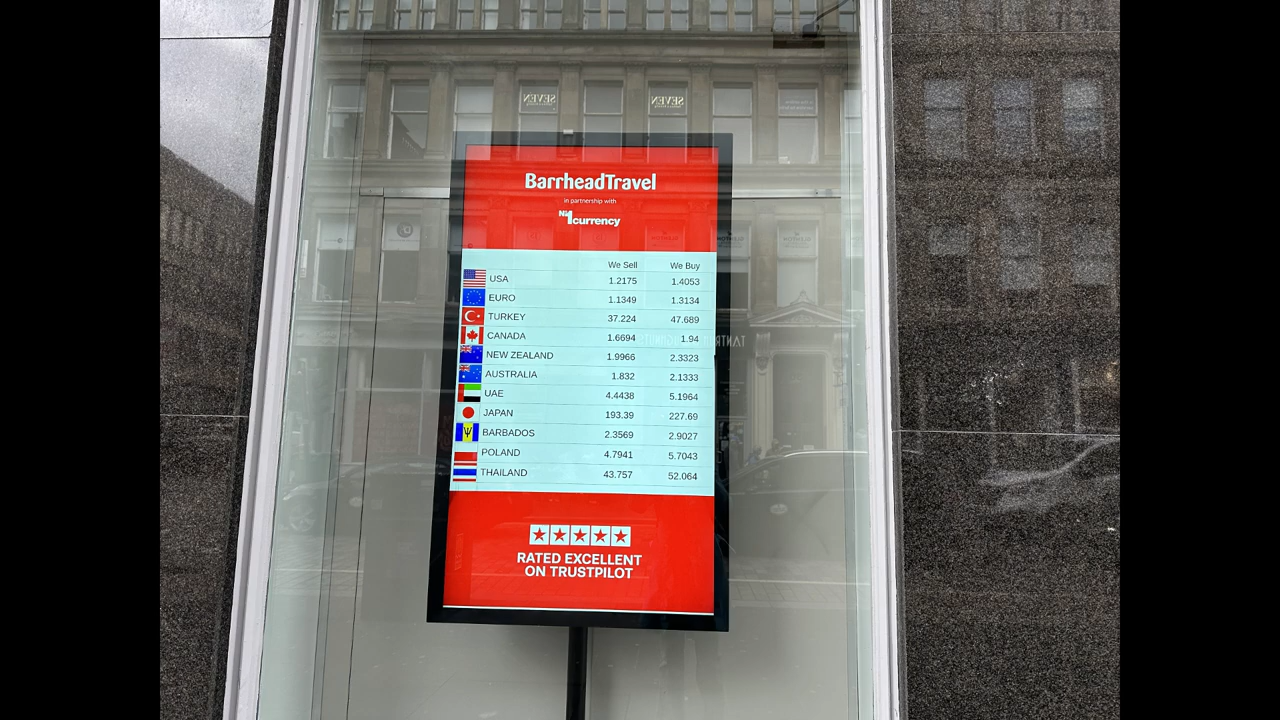 SEVEN SEVEN
BarrheadTravel
in partnership with
No1currency
We Sell We Buy
USA 1.2175 1.4053
EURO 1.1349 1.3134
TURKEY 37.224 47.689
CANADA 1.6694 1.94
NEW ZEALAND 1.9966 2.3323
AUSTRALIA 1.832 2.1333
UAE 4.4438 5.1964
JAPAN 193.39 227.69
BARBADOS 2.3569 2.9027
POLAND 4.7941 5.7043
THAILAND 43.757 52.064
RATED EXCELLENT
ON TRUSTPILOT